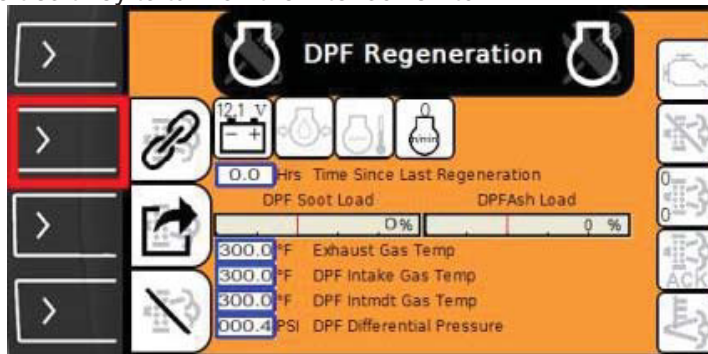 DPF Regeneration
12,1 V
0
n/min
0.0 Hrs Time Since Last Regeneration
DPF Soot Load DPFAsh Load
0% 0 %
300.0 °F Exhaust Gas Temp
300.0 °F DPF Intake Gas Temp
300.0 °F DPF Intmdt Gas Temp
000.4 PSI DPF Differential Pressure
0
0
ACK